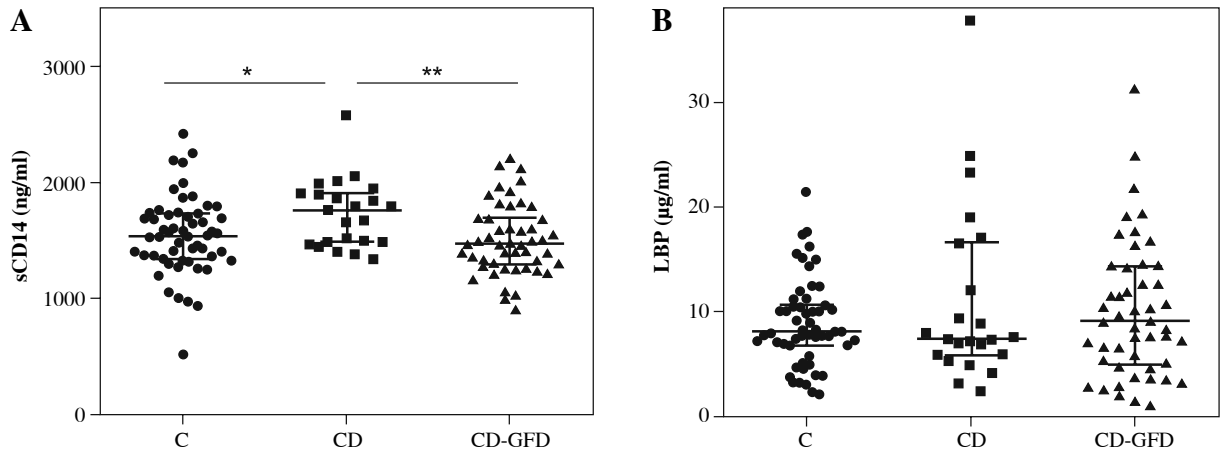 A
sCD14 (ng/ml)
3000
2000
1000
0
*
**
C
CD
CD-GFD
B
LBP (μg/ml)
30
20
10
0
C
CD
CD-GFD